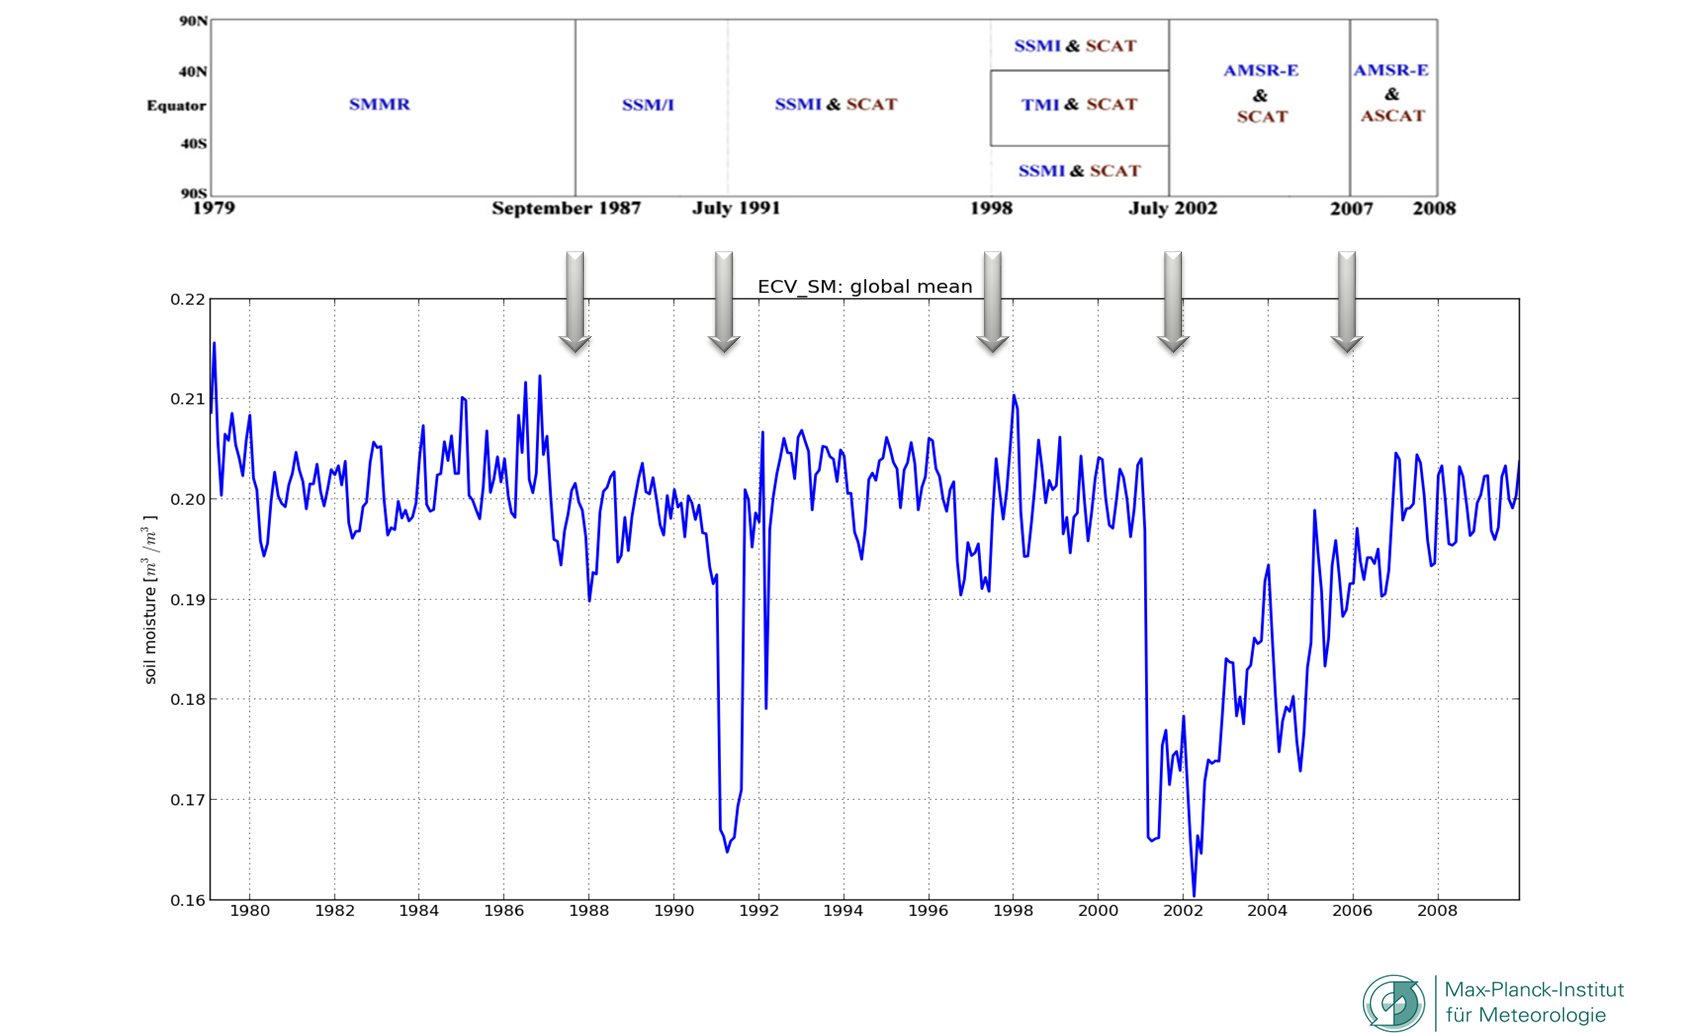 90N
40N
Equator
40S
90S
SMMR
SSM/I
SSMI & SCAT
SSMI & SCAT
TMI & SCAT
SSMI & SCAT
AMSR-E
&
SCAT
AMSR-E
&
ASCAT
1979 September 1987 July 1991 1998 July 2002 2007 2008
ECV_SM: global mean
0.22
0.21
0.20
0.19
0.18
0.17
0.16
soil moisture [m³/m³]
1980 1982 1984 1986 1988 1990 1992 1994 1996 1998 2000 2002 2004 2006 2008
Max-Planck-Institut
für Meteorologie